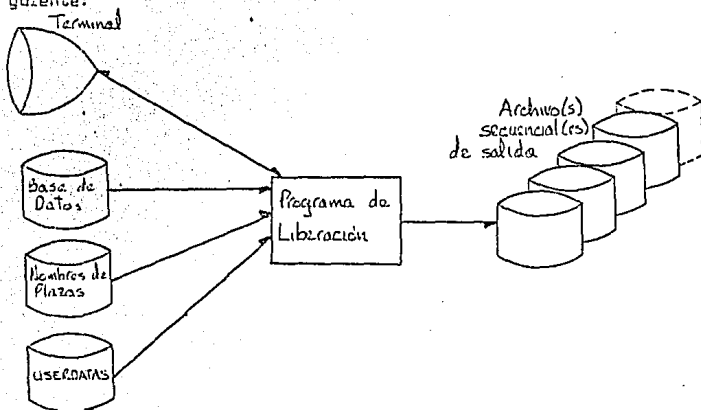 guiente:
Terminal
Base de
Datos
Nombres de
Plazas
USERDATAS
Programa de
Liberación
Archivo(s)
secuencial(es)
de salida